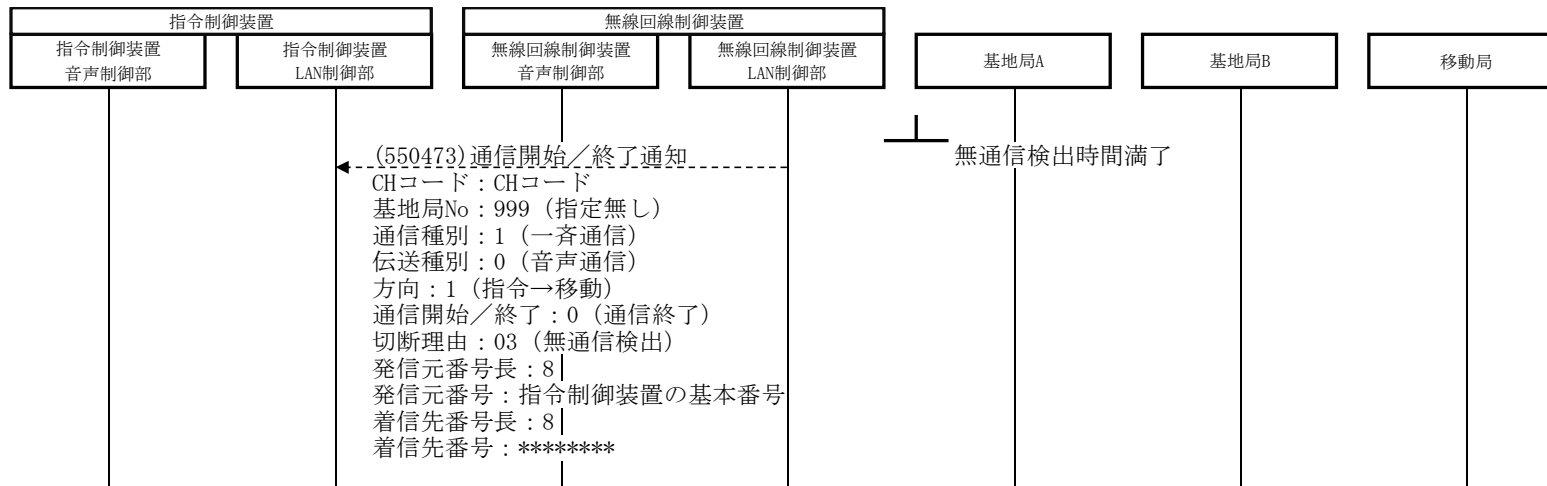 指令制御装置
無線回線制御装置
指令制御装置
音声制御部
指令制御装置
LAN制御部
無線回線制御装置
音声制御部
無線回線制御装置
LAN制御部
基地局A
基地局B
移動局
(550473)通信開始／終了通知
無通信検出時間満了
CHコード：CHコード
基地局No：999（指定無し）
通信種別：1（一斉通信）
伝送種別：0（音声通信）
方向：1（指令→移動）
通信開始／終了：0（通信終了）
切断理由：03（無通信検出）
発信元番号長：8
発信元番号：指令制御装置の基本番号
着信先番号長：8
着信先番号：********